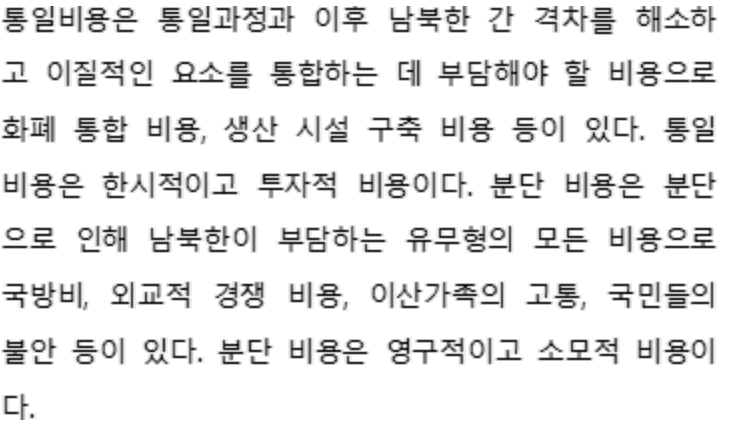 통일비용은 통일과정과 이후 남북한 간 격차를 해소하
고 이질적인 요소를 통합하는 데 부담해야 할 비용으로
화폐 통합 비용, 생산 시설 구축 비용 등이 있다. 통일
비용은 한시적이고 투자적 비용이다. 분단 비용은 분단
으로 인해 남북한이 부담하는 유무형의 모든 비용으로
국방비, 외교적 경쟁 비용, 이산가족의 고통, 국민들의
불안 등이 있다. 분단 비용은 영구적이고 소모적 비용이
다.